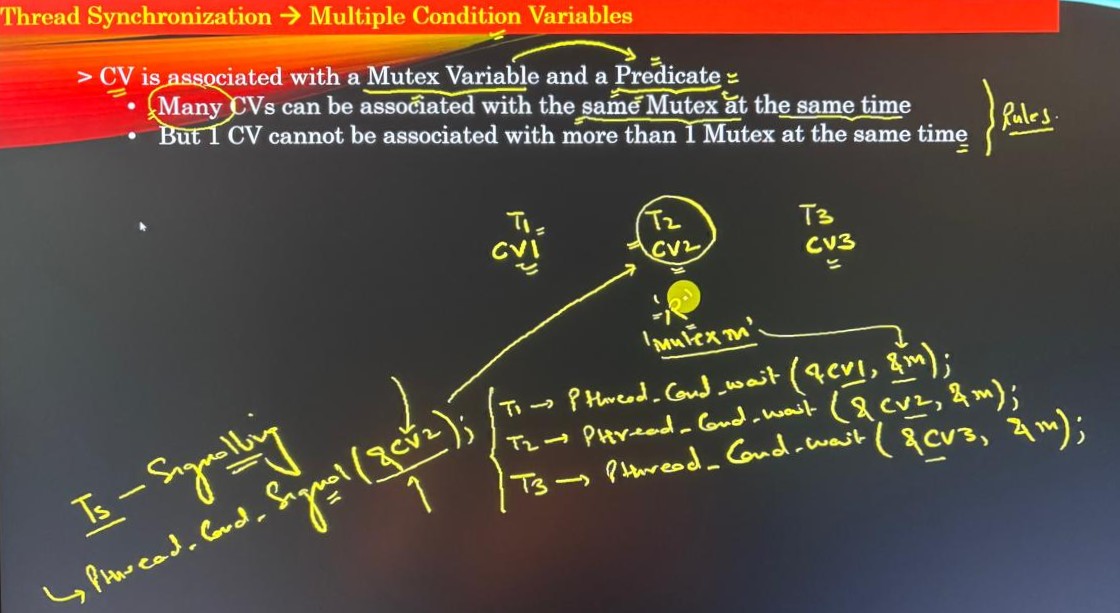 Thread Synchronization → Multiple Condition Variables
> CV is associated with a Mutex Variable and a Predicate
• Many CVs can be associated with the same Mutex at the same time
• But 1 CV cannot be associated with more than 1 Mutex at the same time
Rules.
T1 T2 T3
CV1 CV2 CV3
'R'
'Mutex m'
T1 → Pthread_Cond_wait (&CV1, &m);
T2 → Pthread_Cond_wait (&CV2, &m);
T3 → Pthread_Cond_wait (&CV3, &m);
Ts - Signalling
↳ Pthread_Cond_Signal (&CV2);